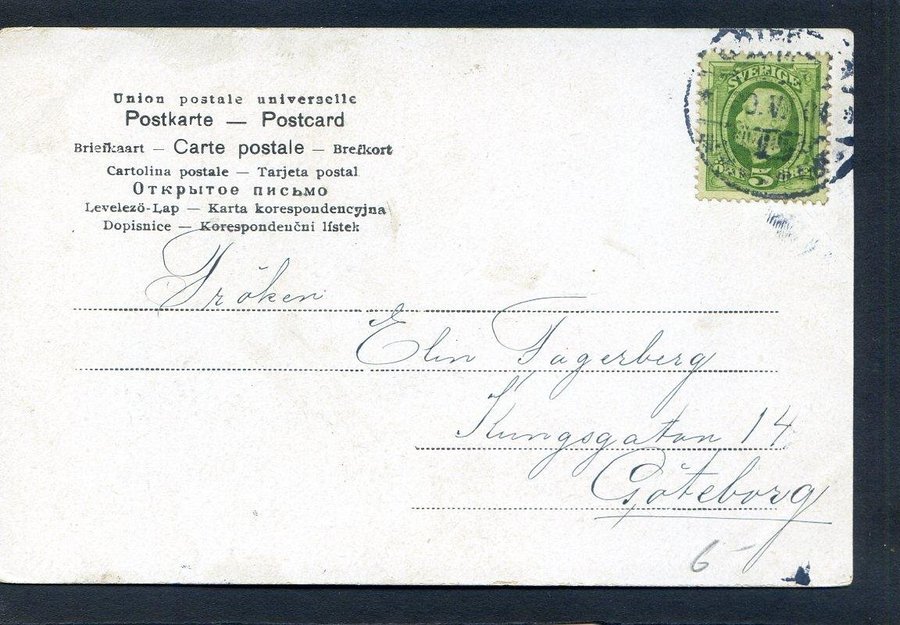 Union postale universelle
Postkarte — Postcard
Briefkaart — Carte postale — Brefkort
Cartolina postale — Tarjeta postal
Открытое письмо
Levelező-Lap — Karta korespondencyjna
Dopisnice — Korespondenční lístek
SVERIGE
5
Fröken
Elin Fagerberg
Kungsgatan 14
Göteborg
6-